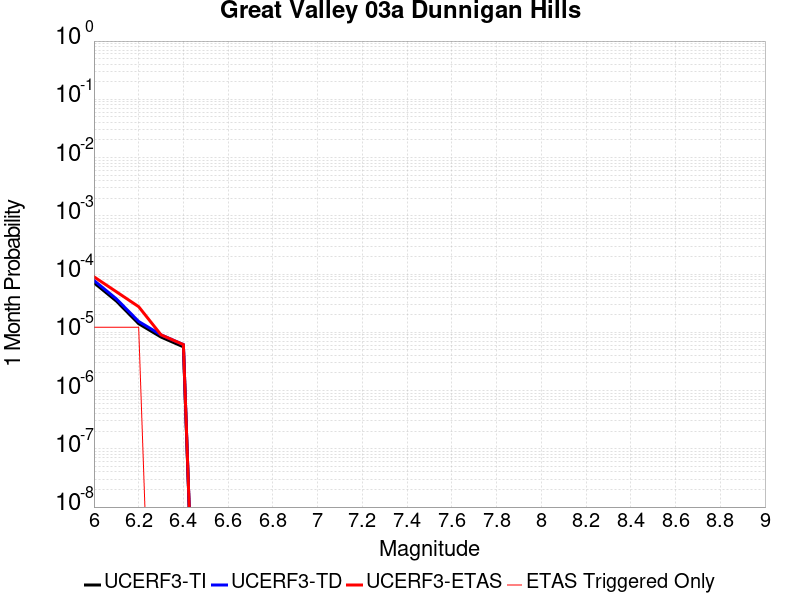 Great Valley 03a Dunnigan Hills
10^0
10^-1
10^-2
10^-3
10^-4
10^-5
10^-6
10^-7
10^-8
1 Month Probability
6 6.2 6.4 6.6 6.8 7 7.2 7.4 7.6 7.8 8 8.2 8.4 8.6 8.8 9
Magnitude
UCERF3-TI UCERF3-TD UCERF3-ETAS ETAS Triggered Only